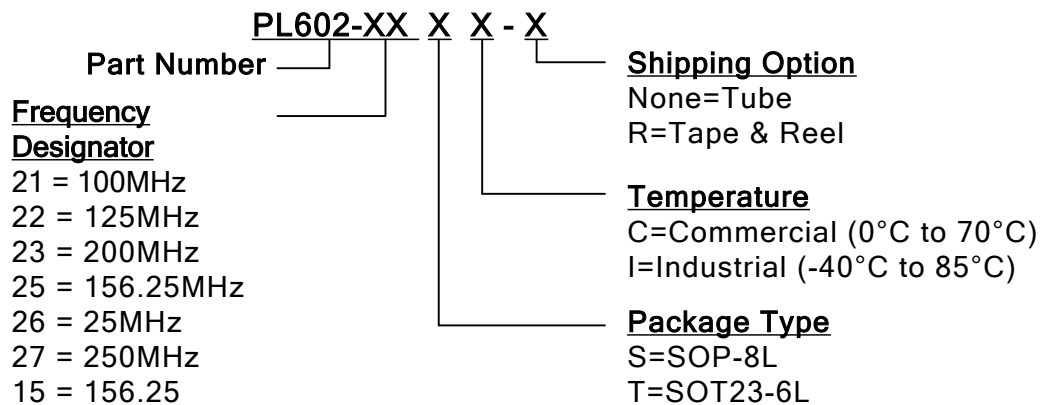 PL602-XX X X - X
Part Number
Frequency
Designator
21 = 100MHz
22 = 125MHz
23 = 200MHz
25 = 156.25MHz
26 = 25MHz
27 = 250MHz
15 = 156.25
Shipping Option
None=Tube
R=Tape & Reel
Temperature
C=Commercial (0°C to 70°C)
I=Industrial (-40°C to 85°C)
Package Type
S=SOP-8L
T=SOT23-6L